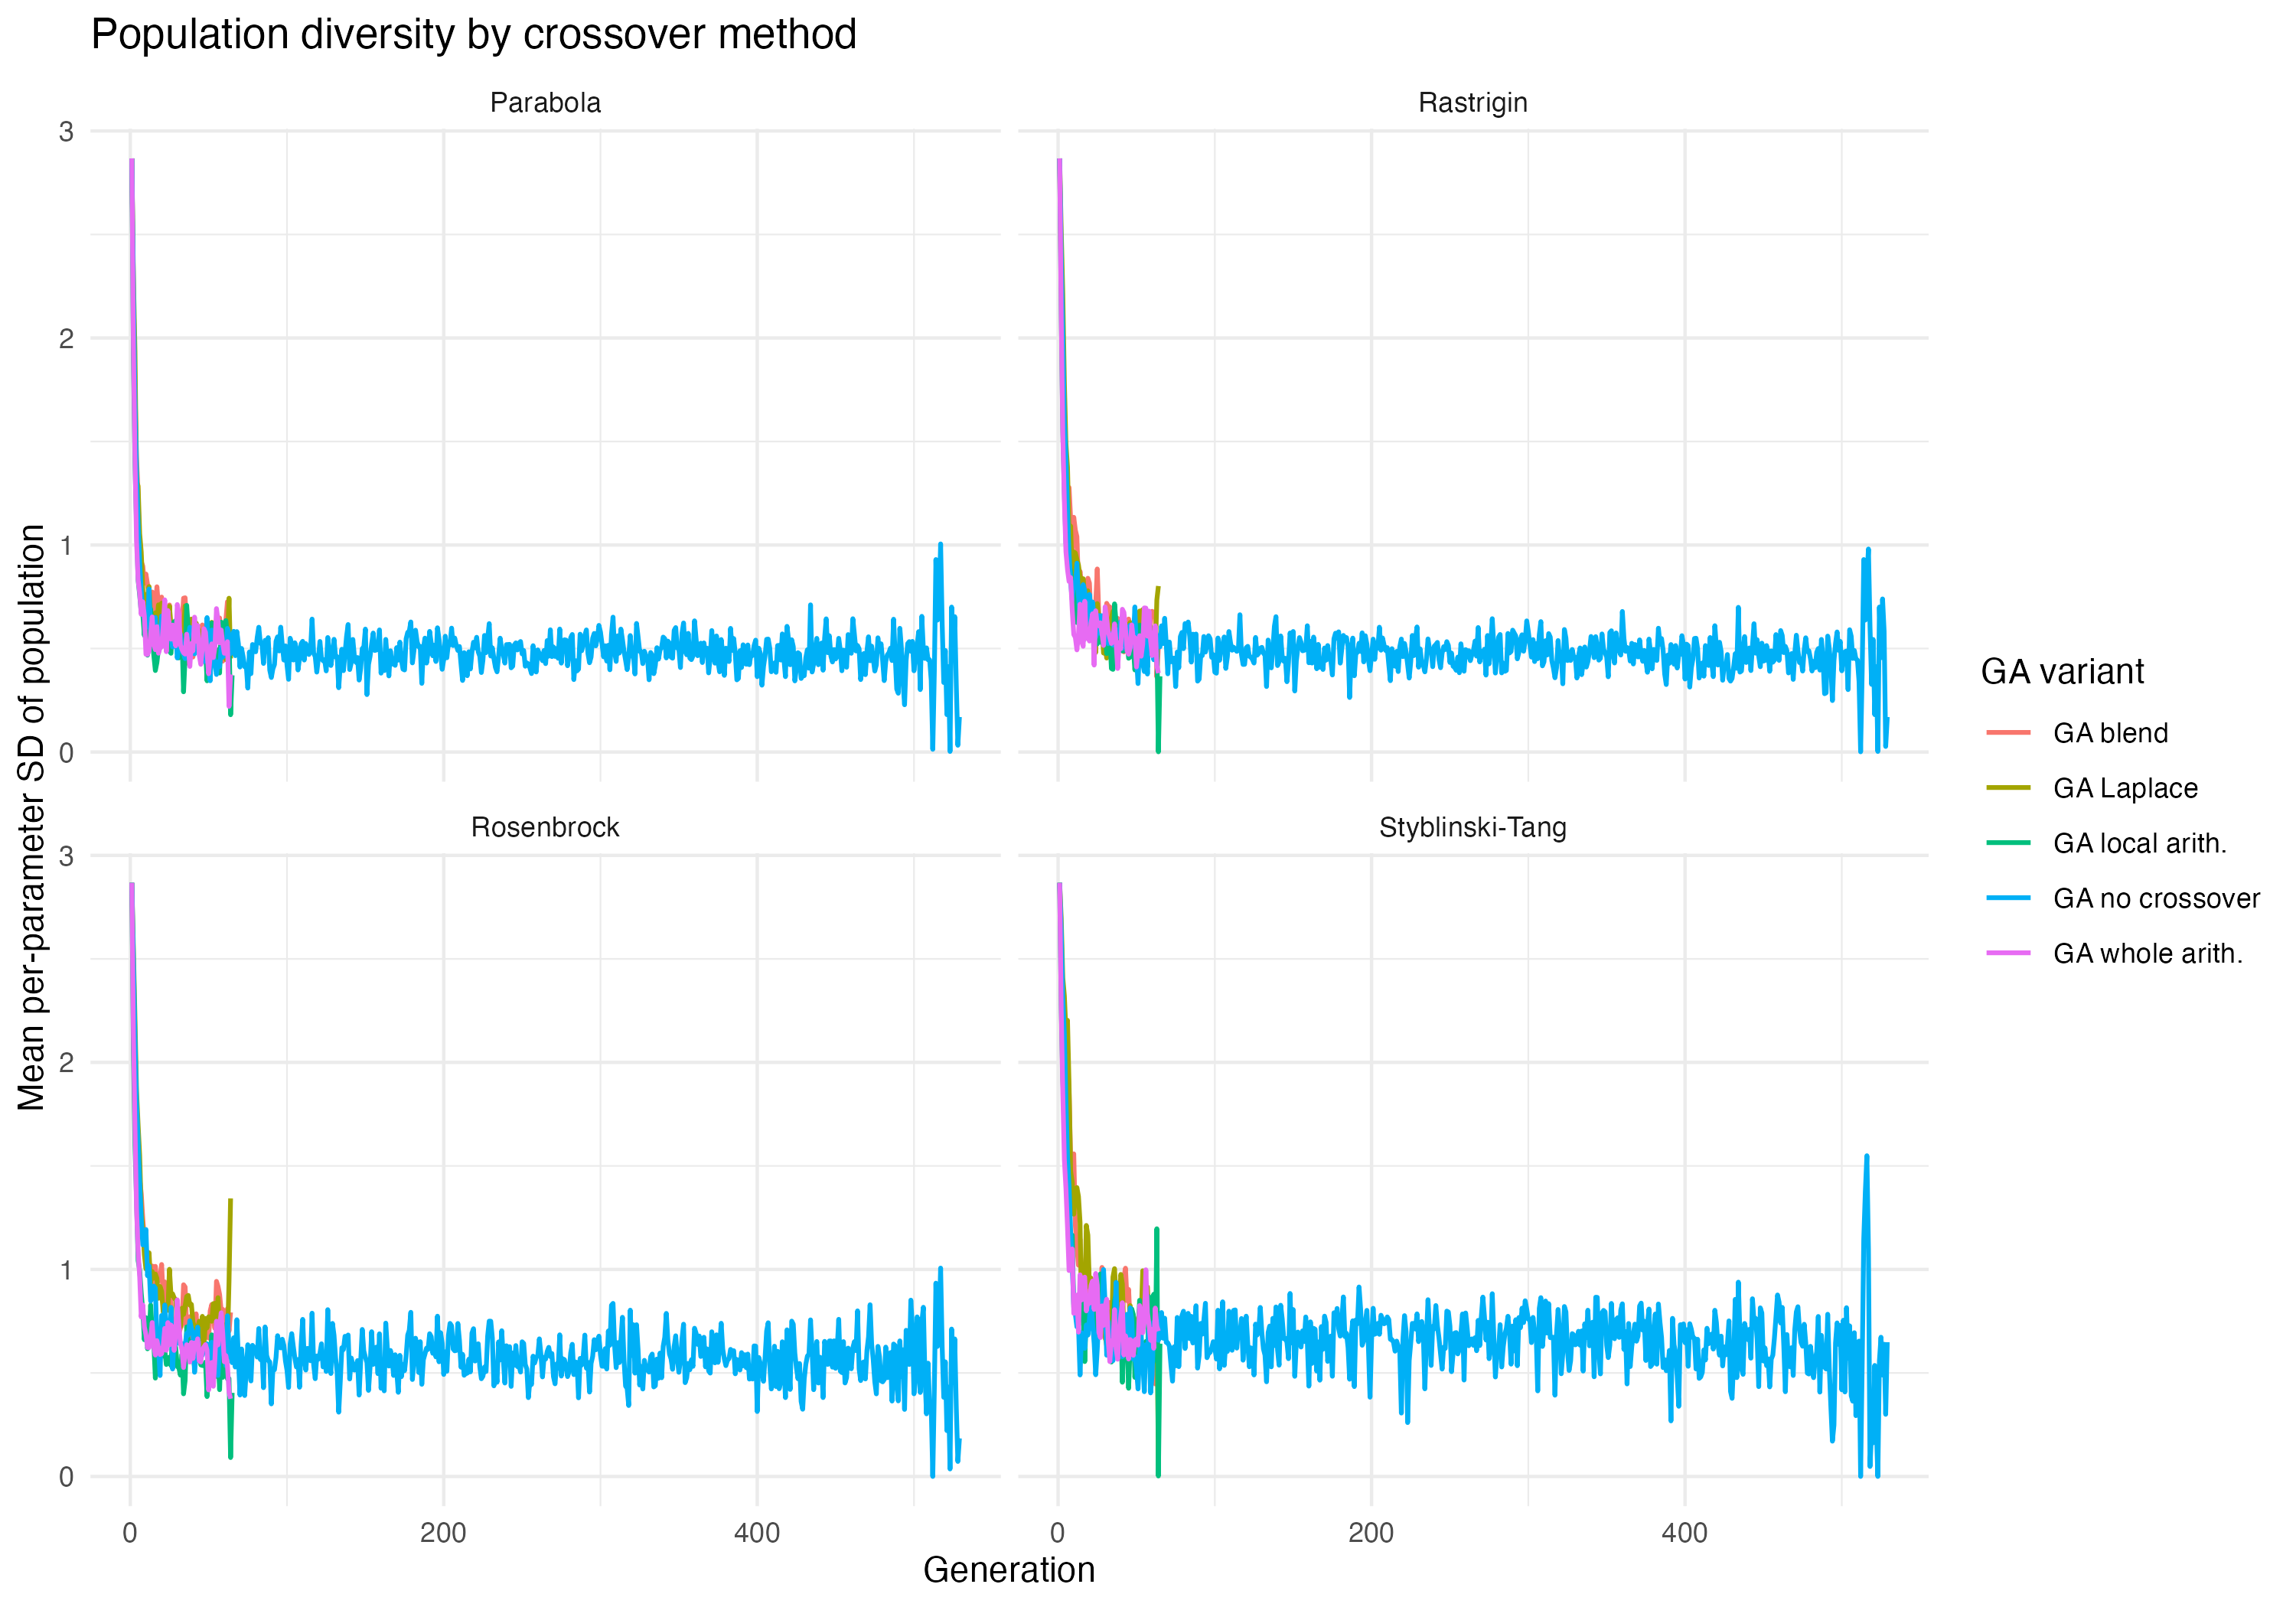 Population diversity by crossover method
Parabola
Rastrigin
3
2
1
0
Rosenbrock
Styblinski-Tang
3
2
1
0
0
200
400
0
200
400
Generation
Mean per-parameter SD of population
GA variant
GA blend
GA Laplace
GA local arith.
GA no crossover
GA whole arith.